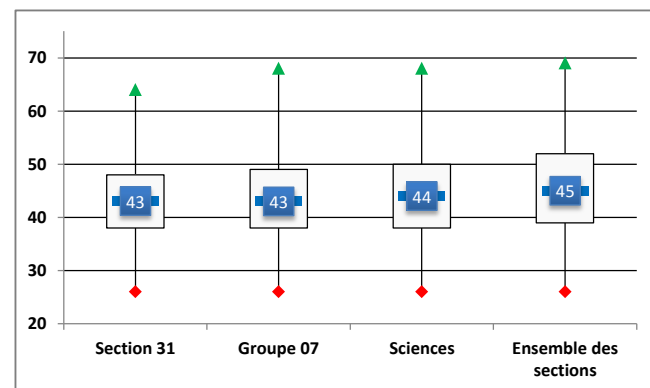 70
60
50
40
30
20
43
43
44
45
Section 31
Groupe 07
Sciences
Ensemble des
sections